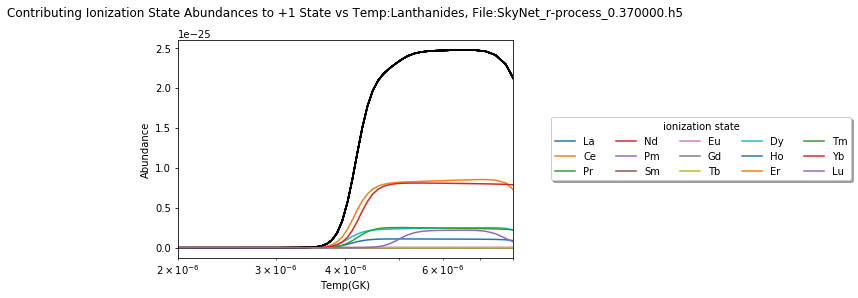 Contributing Ionization State Abundances to +1 State vs Temp:Lanthanides, File:SkyNet_r-process_0.370000.h5
1e−25
2.5
2.0
1.5
1.0
0.5
0.0
Abundance
2 × 10⁻⁶ 3 × 10⁻⁶ 4 × 10⁻⁶ 6 × 10⁻⁶
Temp(GK)
ionization state
La Nd Eu Dy Tm
Ce Pm Gd Ho Yb
Pr Sm Tb Er Lu